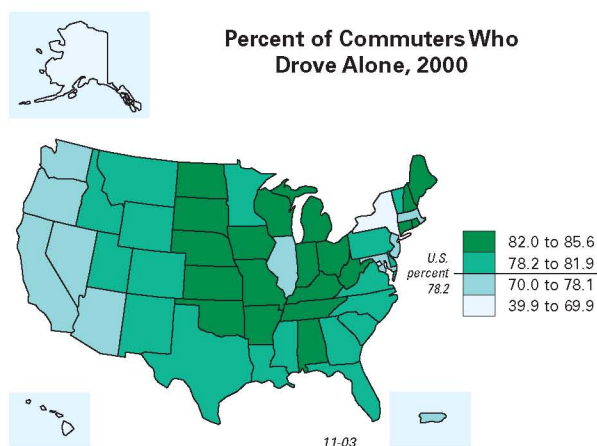 Percent of Commuters Who
Drove Alone, 2000
U.S.
percent
78.2
82.0 to 85.6
78.2 to 81.9
70.0 to 78.1
39.9 to 69.9
11-03